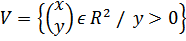 V = {(x y) ϵ R² / y > 0}